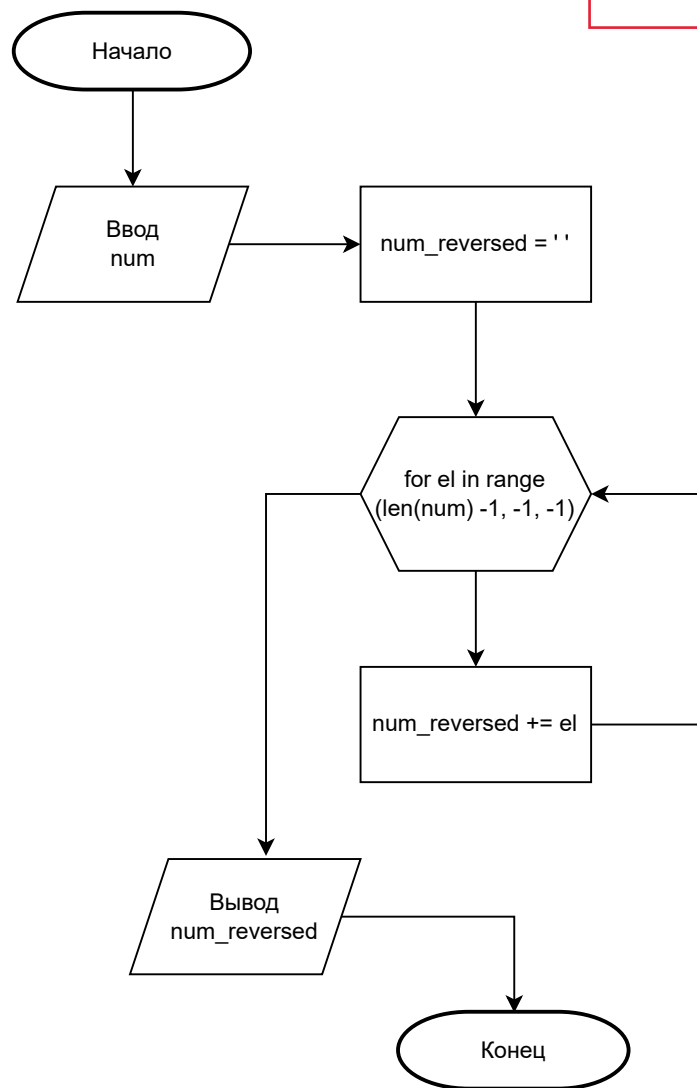 Начало
Ввод
num
num_reversed = ' '
for el in range
(len(num) -1, -1, -1)
num_reversed += el
Вывод
num_reversed
Конец